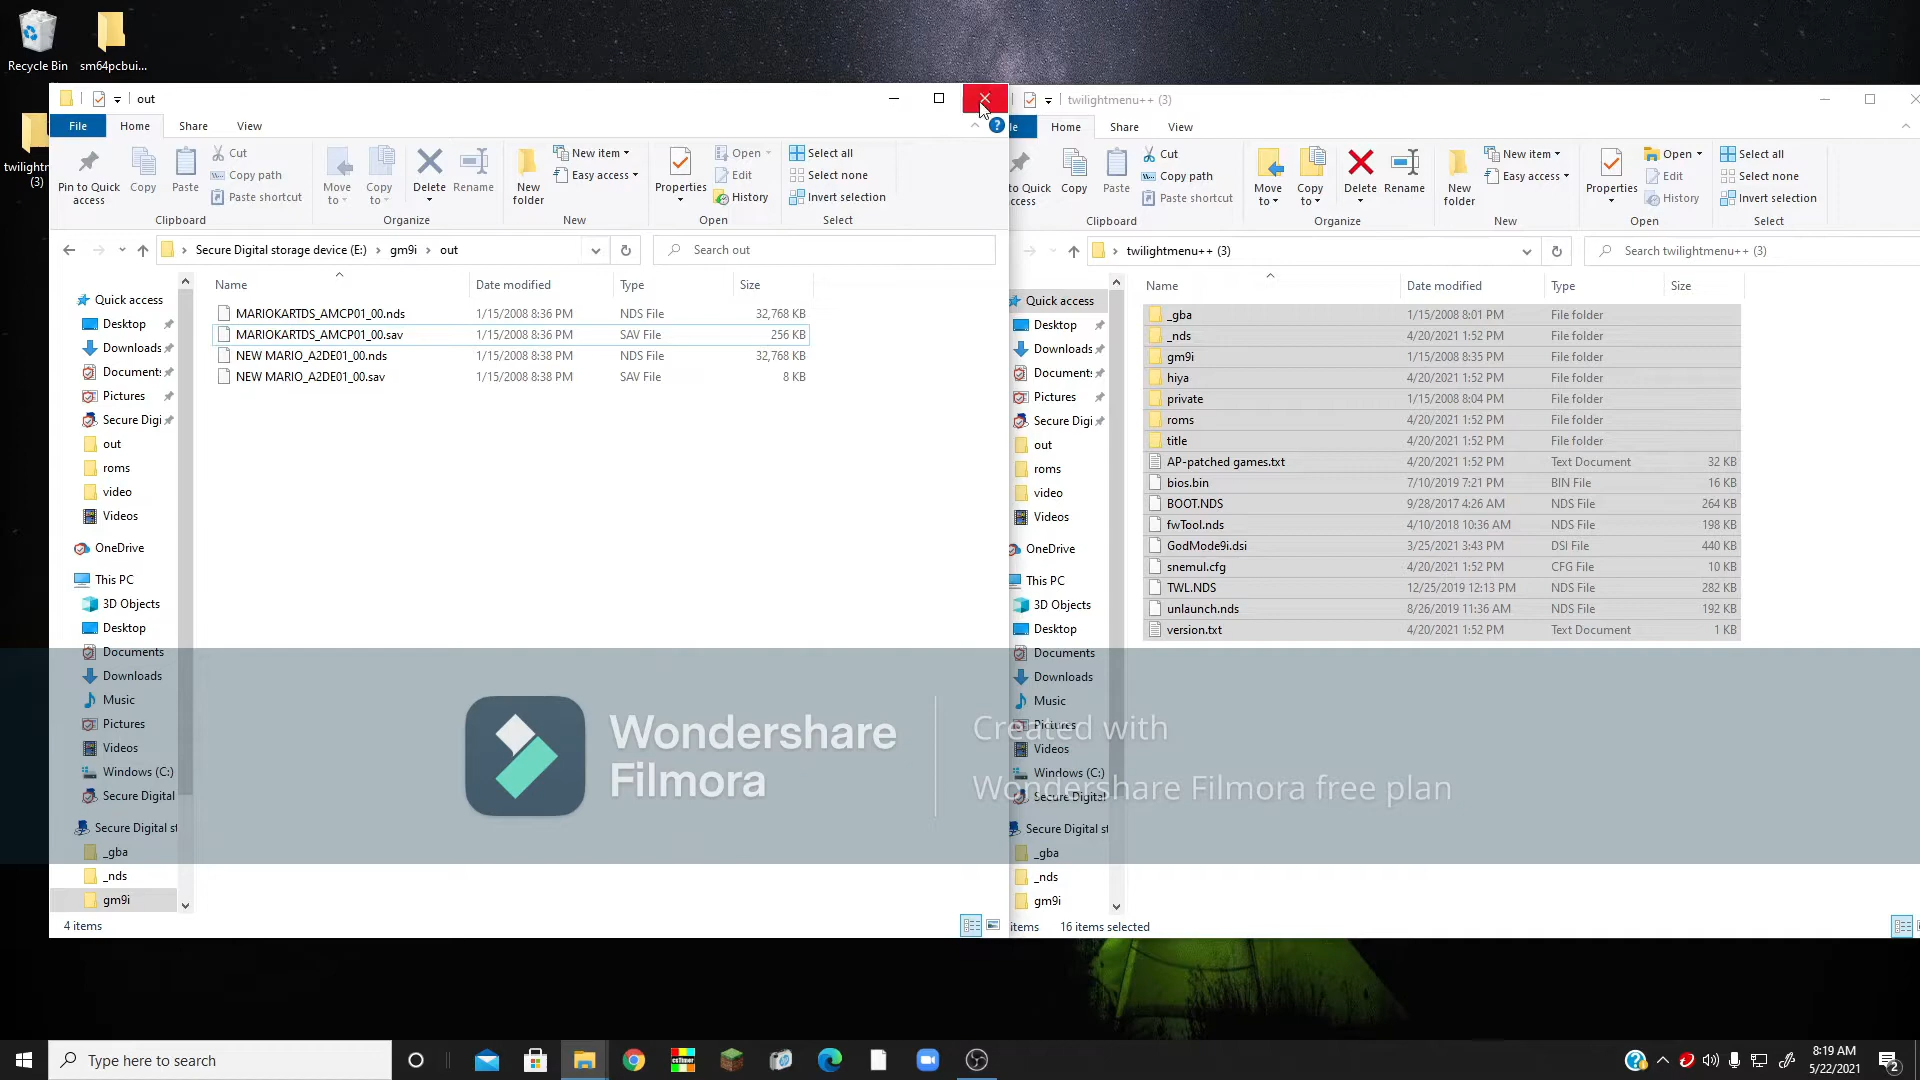 Recycle Bin
sm64pcbui...
twilightm
(3)
out
File
Home
Share
View
Pin to Quick
access
Copy
Paste
Cut
Copy path
Paste shortcut
Clipboard
Move
to
Copy
to
Delete
Rename
Organize
New
folder
New item
Easy access
New
Properties
Open
Edit
History
Open
Select all
Select none
Invert selection
Select
Secure Digital storage device (E:) › gm9i › out
Search out
Name Date modified Type Size
MARIOKARTDS_AMCP01_00.nds 1/15/2008 8:36 PM NDS File 32,768 KB
MARIOKARTDS_AMCP01_00.sav 1/15/2008 8:36 PM SAV File 256 KB
NEW MARIO_A2DE01_00.nds 1/15/2008 8:38 PM NDS File 32,768 KB
NEW MARIO_A2DE01_00.sav 1/15/2008 8:38 PM SAV File 8 KB
Quick access
Desktop
Downloads
Document:
Pictures
Secure Digi
out
roms
video
Videos
OneDrive
This PC
3D Objects
Desktop
Documents
Downloads
Music
Pictures
Videos
Windows (C:)
Secure Digital
Secure Digital st
_gba
_nds
gm9i
4 items
twilightmenu++ (3)
le
Home
Share
View
to Quick
cess
Copy
Paste
Cut
Copy path
Paste shortcut
Clipboard
Move
to
Copy
to
Delete
Rename
Organize
New
folder
New item
Easy access
New
Properties
Open
Edit
History
Open
Select all
Select none
Invert selection
Select
twilightmenu++ (3)
Search twilightmenu++ (3)
Name Date modified Type Size
_gba 1/15/2008 8:01 PM File folder
_nds 4/20/2021 1:52 PM File folder
gm9i 1/15/2008 8:35 PM File folder
hiya 4/20/2021 1:52 PM File folder
private 1/15/2008 8:04 PM File folder
roms 4/20/2021 1:52 PM File folder
title 4/20/2021 1:52 PM File folder
AP-patched games.txt 4/20/2021 1:52 PM Text Document 32 KB
bios.bin 7/10/2019 7:21 PM BIN File 16 KB
BOOT.NDS 9/28/2017 4:26 AM NDS File 264 KB
fwTool.nds 4/10/2018 10:36 AM NDS File 198 KB
GodMode9i.dsi 3/25/2021 3:43 PM DSI File 440 KB
snemul.cfg 4/20/2021 1:52 PM CFG File 10 KB
TWL.NDS 12/25/2019 12:13 PM NDS File 282 KB
unlaunch.nds 8/26/2019 11:36 AM NDS File 192 KB
version.txt 4/20/2021 1:52 PM Text Document 1 KB
Quick access
Desktop
Downloads
Document:
Pictures
Secure Digi
out
roms
video
Videos
OneDrive
This PC
3D Objects
Desktop
Documents
Downloads
Music
Pictures
Videos
Windows (C:)
Secure Digital
Secure Digital st
_gba
_nds
gm9i
items 16 items selected
Wondershare
Filmora
Created with
Wondershare Filmora free plan
Type here to search
csTimer
8:19 AM
5/22/2021
2